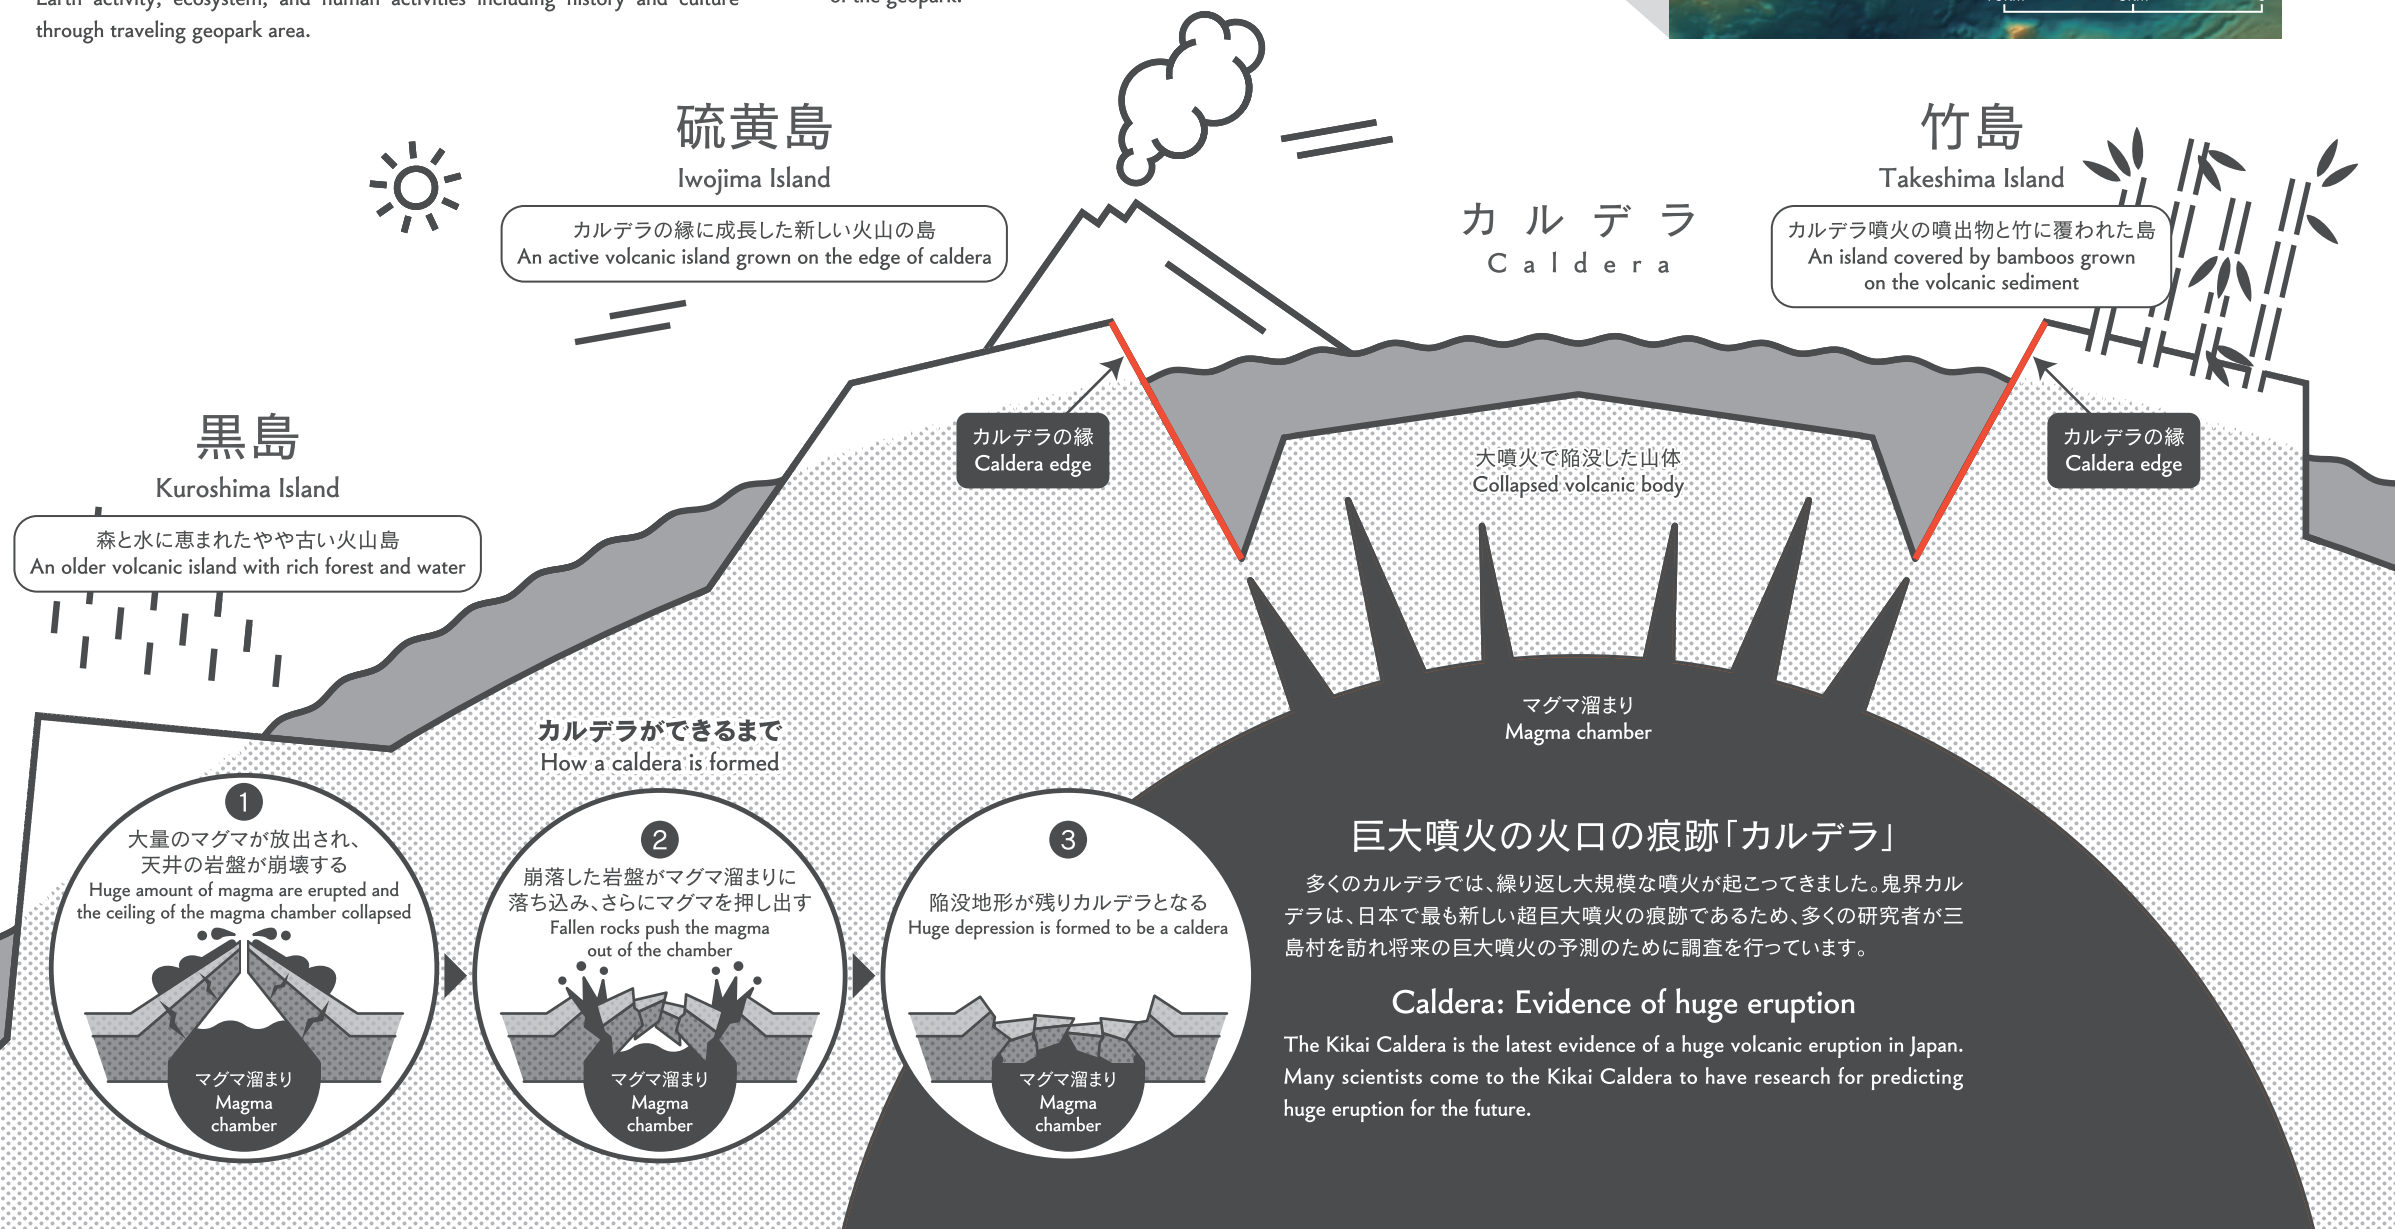 Earth activity, ecosystem, and human activities including history and culture
through traveling geopark area.
of the geopark.
硫黄島
Iwojima Island
カルデラの縁に成長した新しい火山の島
An active volcanic island grown on the edge of caldera
カルデラ
Caldera
竹島
Takeshima Island
カルデラ噴火の噴出物と竹に覆われた島
An island covered by bamboos grown
on the volcanic sediment
黒島
Kuroshima Island
森と水に恵まれたやや古い火山島
An older volcanic island with rich forest and water
カルデラの縁
Caldera edge
大噴火で陥没した山体
Collapsed volcanic body
カルデラの縁
Caldera edge
マグマ溜まり
Magma chamber
カルデラができるまで
How a caldera is formed
1
大量のマグマが放出され、
天井の岩盤が崩壊する
Huge amount of magma are erupted and
the ceiling of the magma chamber collapsed
マグマ溜まり
Magma
chamber
2
崩落した岩盤がマグマ溜まりに
落ち込み、さらにマグマを押し出す
Fallen rocks push the magma
out of the chamber
マグマ溜まり
Magma
chamber
3
陥没地形が残りカルデラとなる
Huge depression is formed to be a caldera
マグマ溜まり
Magma
chamber
巨大噴火の火口の痕跡「カルデラ」
多くのカルデラでは、繰り返し大規模な噴火が起こってきました。鬼界カル
デラは、日本で最も新しい超巨大噴火の痕跡であるため、多くの研究者が三
島村を訪れ将来の巨大噴火の予測のために調査を行っています。
Caldera: Evidence of huge eruption
The Kikai Caldera is the latest evidence of a huge volcanic eruption in Japan.
Many scientists come to the Kikai Caldera to have research for predicting
huge eruption for the future.